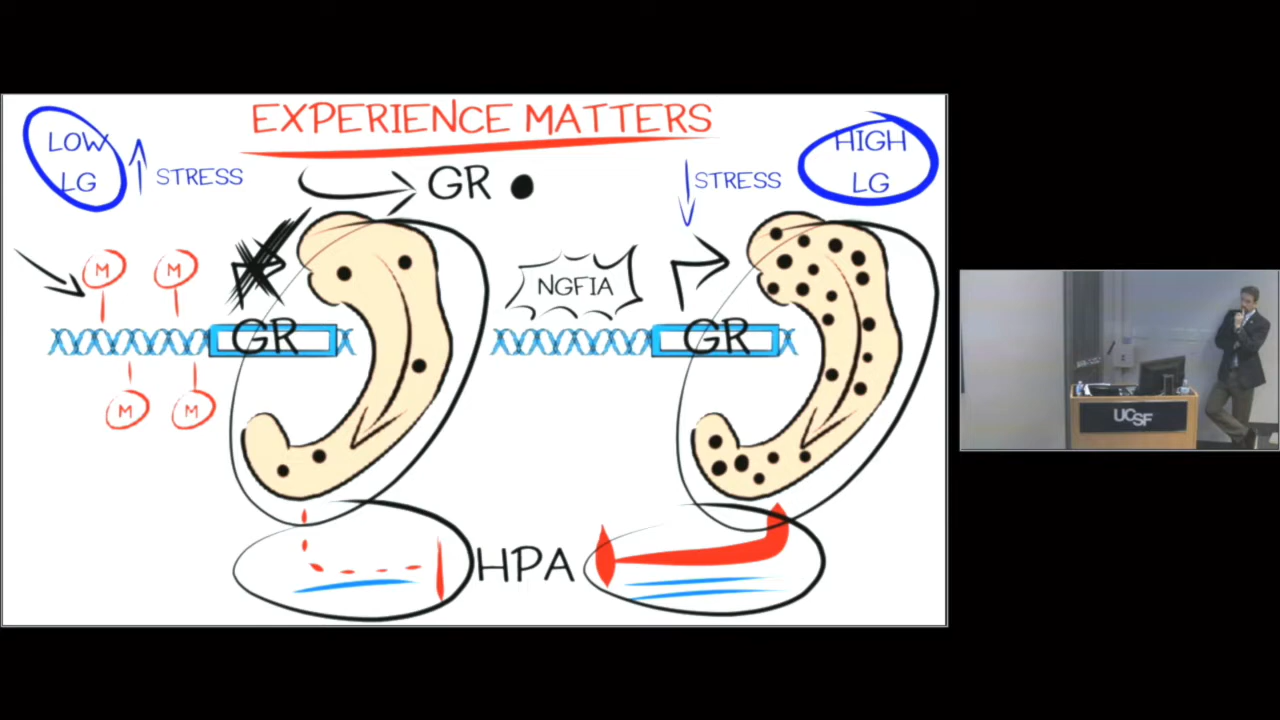 EXPERIENCE MATTERS
LOW
LG
STRESS
GR
STRESS
HIGH
LG
M
M
NGFIA
GR
GR
M
M
HPA
UCSF